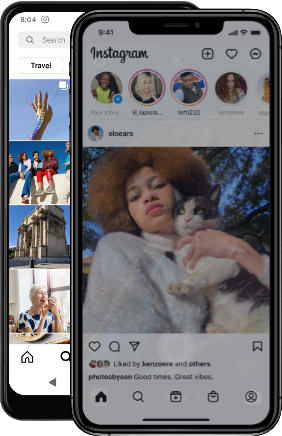 8:04
Search
Travel
9:41
Instagram
Your story
lil_lapisla...
lofti232
kenzoere
eloears
Liked by kenzoere and others
photosbyean Good times. Great vibes.